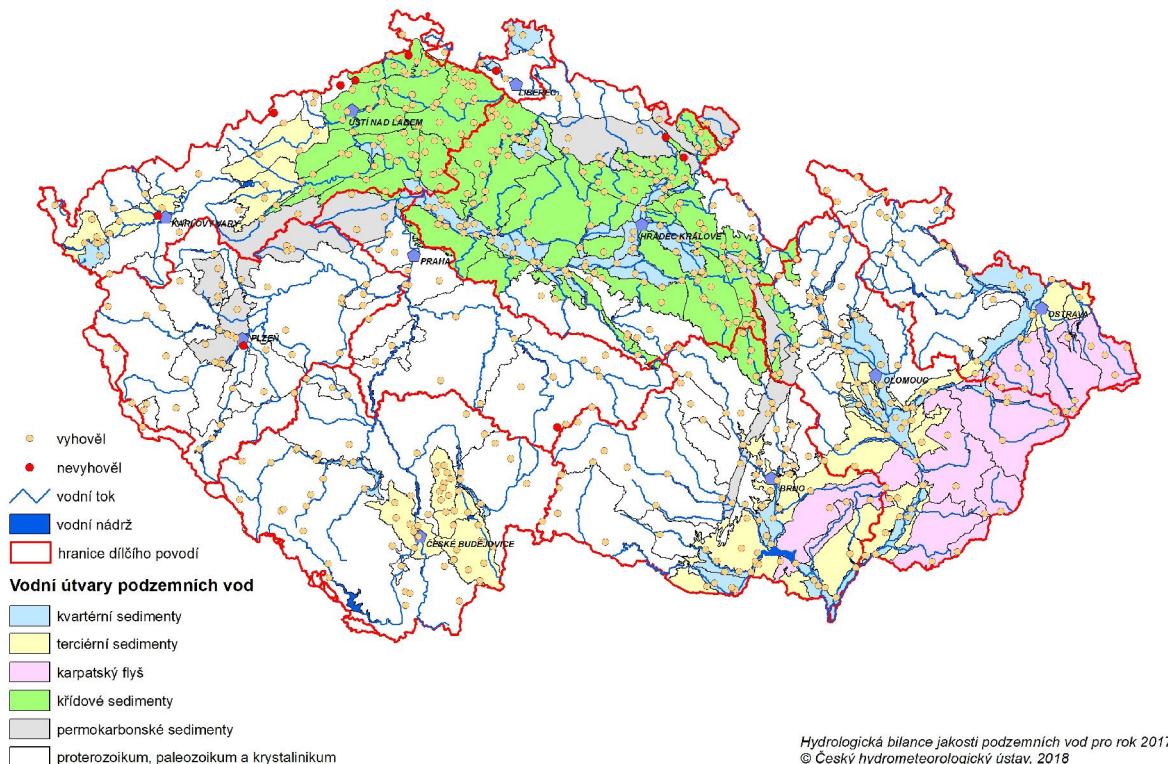 LIBEREC
ÚSTÍ NAD LABEM
KARLOVY VARY
HRADEC KRÁLOVÉ
PRAHA
PLZEŇ
OSTRAVA
OLOMOUC
BRNO
ČESKÉ BUDĚJOVICE
vyhověl
nevyhověl
vodní tok
vodní nádrž
hranice dílčího povodí
Vodní útvary podzemních vod
kvartérní sedimenty
terciérní sedimenty
karpatský flyš
křídové sedimenty
permokarbonské sedimenty
proterozoikum, paleozoikum a krystalinikum
Hydrologická bilance jakosti podzemních vod pro rok 2017
© Český hydrometeorologický ústav, 2018